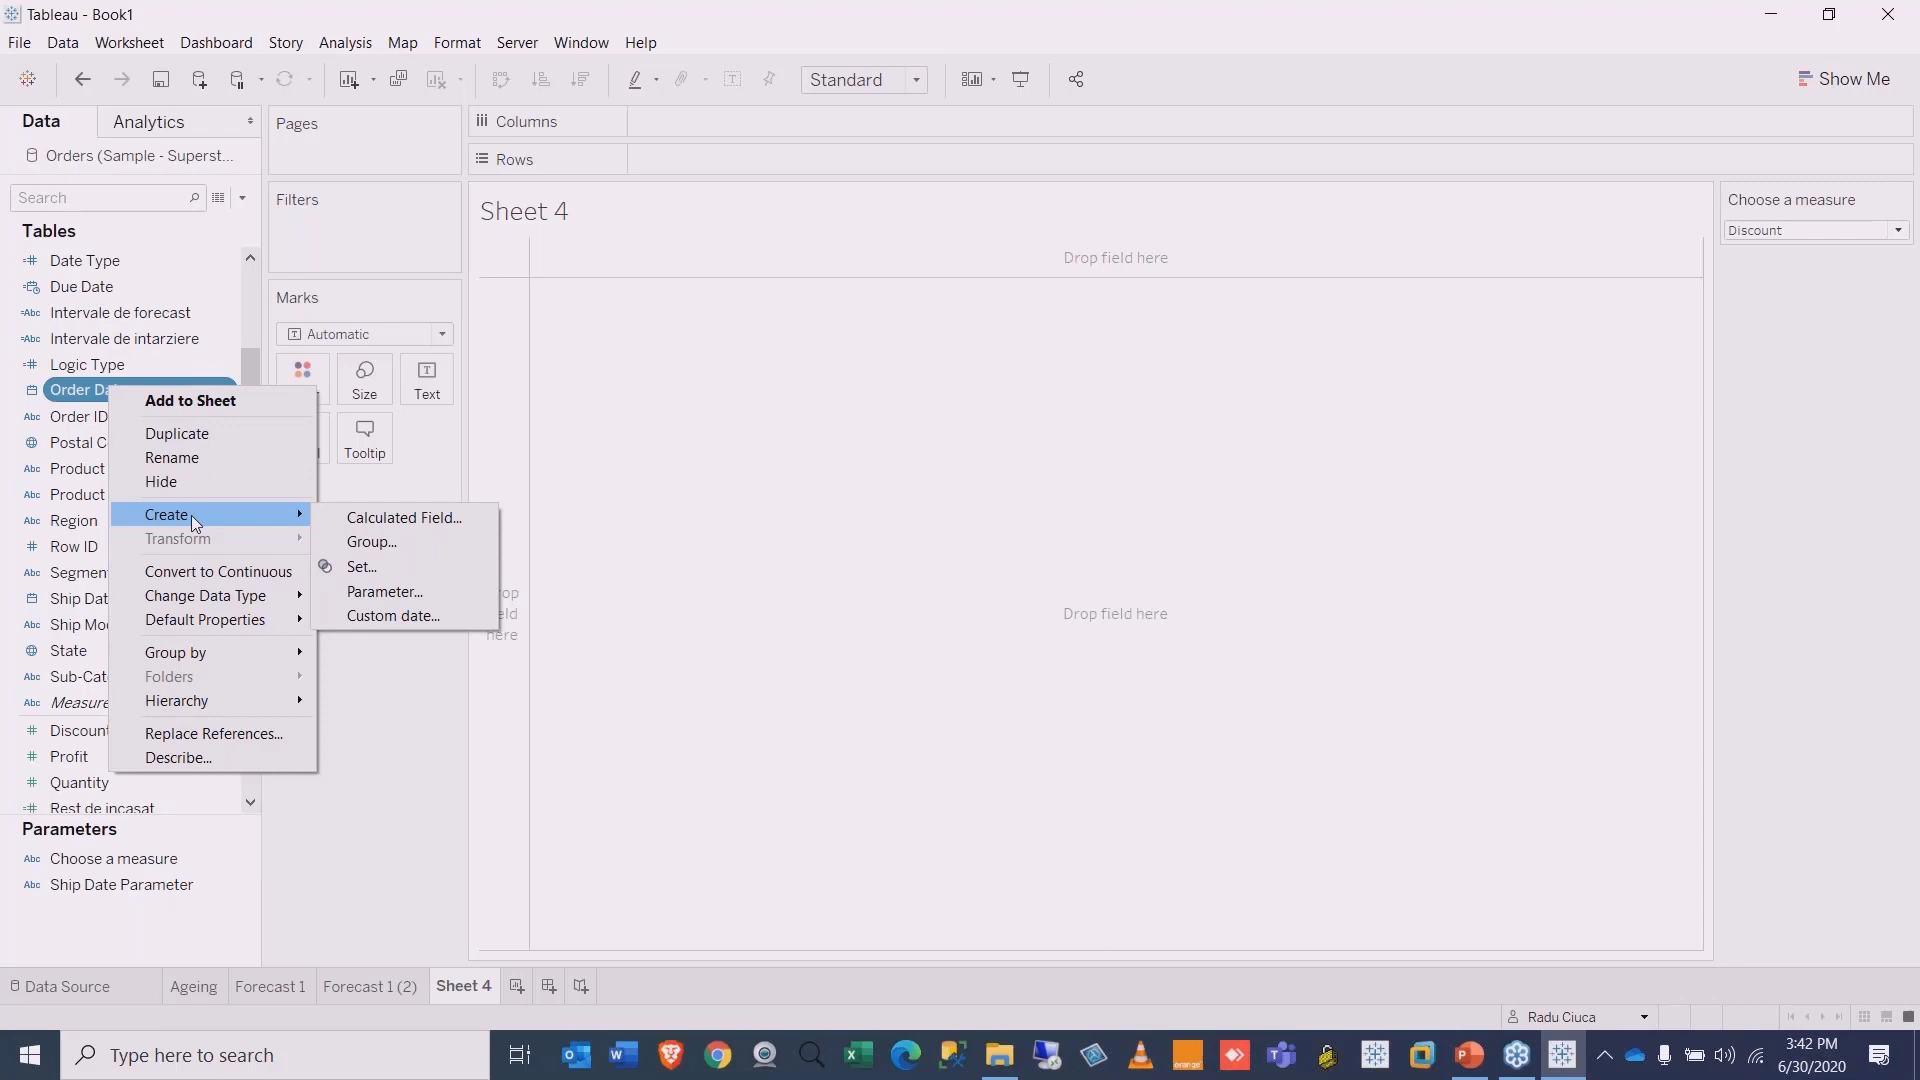 Tableau - Book1
File Data Worksheet Dashboard Story Analysis Map Format Server Window Help
Standard
Show Me
Data
Analytics
Pages
Columns
Orders (Sample - Superst...
Rows
Search
Filters
Sheet 4
Choose a measure
Discount
Tables
Date Type
Drop field here
Due Date
Intervale de forecast
Marks
Intervale de intarziere
Automatic
Logic Type
Order Da
Size
Text
Add to Sheet
Order ID
Duplicate
Postal C
Rename
Tooltip
Product
Hide
Product
Create
Calculated Field...
Region
Transform
Group...
Row ID
Set...
Segmen
Convert to Continuous
Parameter...
Ship Dat
Change Data Type
Custom date...
Ship Mo
Default Properties
here
Drop field here
State
Group by
Sub-Cat
Folders
Measure
Hierarchy
Discount
Replace References...
Profit
Describe...
Quantity
Rest de incasat
Parameters
Abc Choose a measure
Abc Ship Date Parameter
Data Source
Ageing
Forecast 1
Forecast 1 (2)
Sheet 4
Radu Ciuca
Type here to search
3:42 PM
6/30/2020